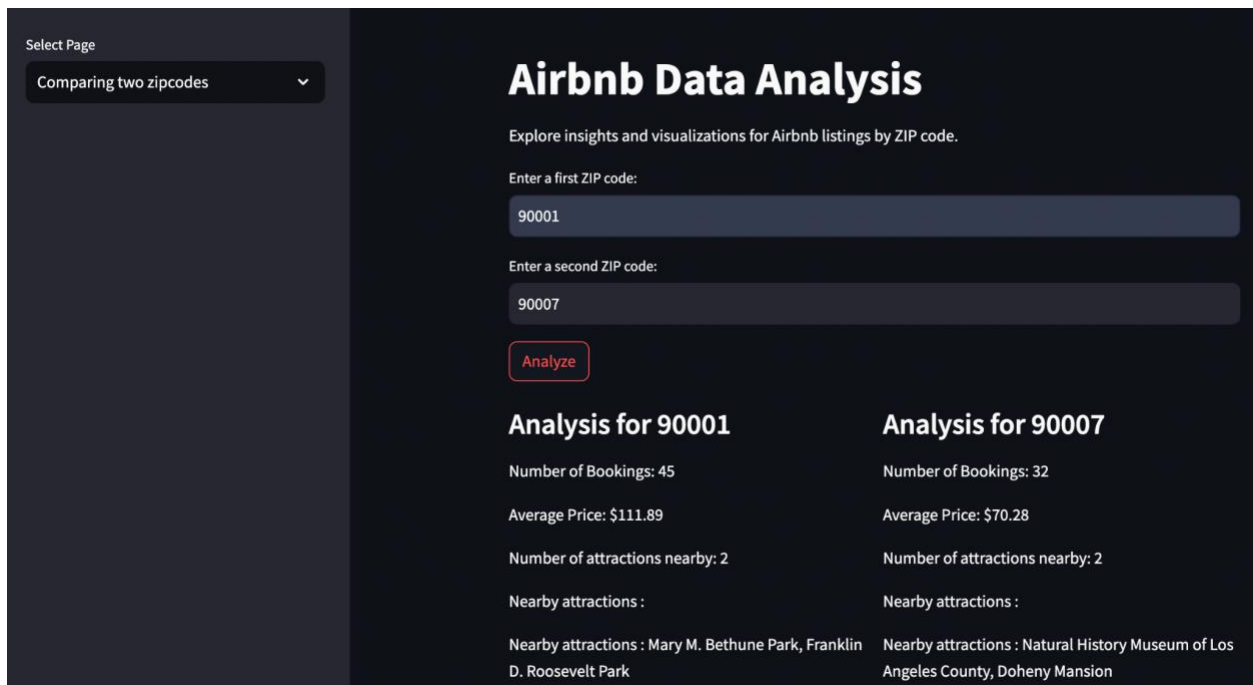 Select Page
Comparing two zipcodes
Airbnb Data Analysis
Explore insights and visualizations for Airbnb listings by ZIP code.
Enter a first ZIP code:
90001
Enter a second ZIP code:
90007
Analyze
Analysis for 90001
Number of Bookings: 45
Average Price: $111.89
Number of attractions nearby: 2
Nearby attractions :
Nearby attractions : Mary M. Bethune Park, Franklin
D. Roosevelt Park
Analysis for 90007
Number of Bookings: 32
Average Price: $70.28
Number of attractions nearby: 2
Nearby attractions :
Nearby attractions : Natural History Museum of Los
Angeles County, Doheny Mansion